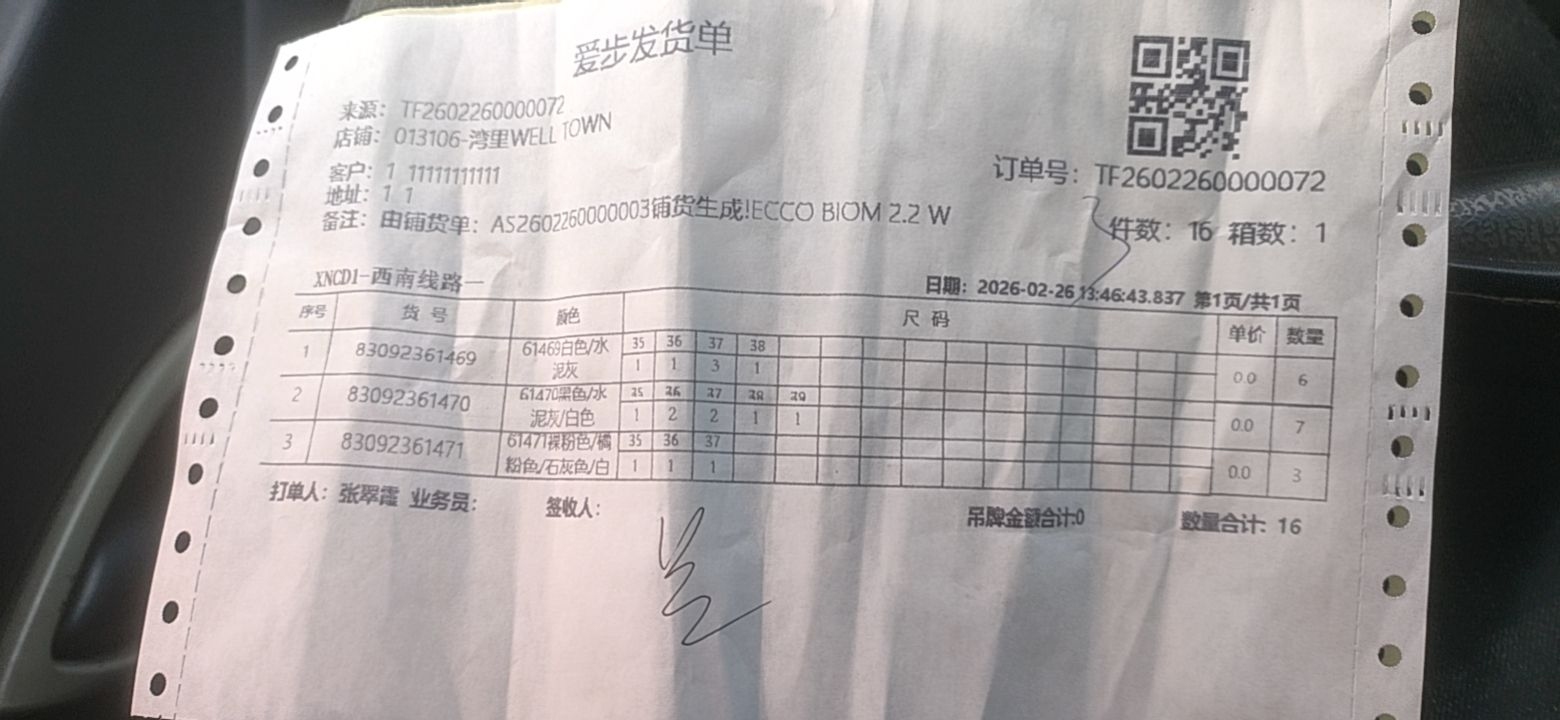 爱步发货单
来源：TF2602260000072
店铺：013106-湾里WELL TOWN
客户：1 11111111111
地址：1 1
订单号：TF2602260000072
备注：由铺货单：AS2602260000003铺货生成!ECCO BIOM 2.2 W
件数：16 箱数：1
XNCD1-西南线路一
日期：2026-02-26 13:46:43.837 第1页/共1页
序号 货 号 颜色 尺 码 单价 数量
1 83092361469 61469白色/水泥灰 35 36 37 38 0.0 6
1 1 3 1
2 83092361470 61470黑色/水泥灰/白色 35 36 37 38 39 0.0 7
1 2 2 1 1
3 83092361471 61471裸粉色/橘粉色/石灰色/白 35 36 37 0.0 3
1 1 1
打单人：张翠霞 业务员： 签收人： 吊牌金额合计:0 数量合计: 16